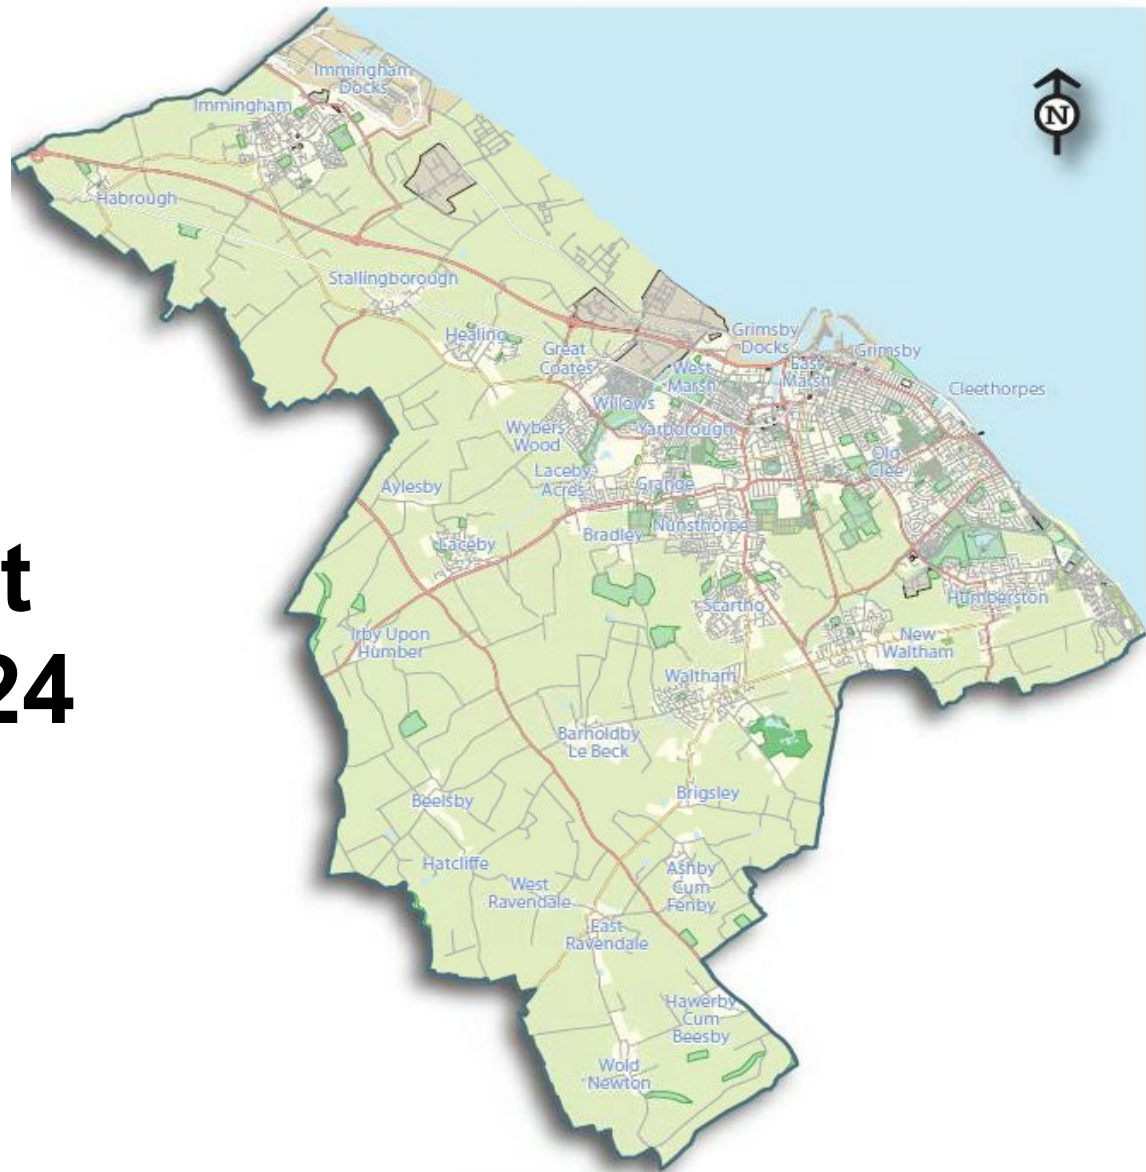 Immingham
Docks
Immingham
N
Habrough
Stallingborough
Healing
Great
Coates
Grimsby
Docks
Grimsby
West
Marsh
East
Marsh
Cleethorpes
Willows
Wybers
Wood
Yarborough
Old
Clee
Laceby
Acres
Grange
Aylesby
Nunsthorpe
Bradley
Laceby
t
Humberston
Scartho
Irby Upon
Humber
New
Waltham
24
Waltham
Barnoldby
Le Beck
Beelsby
Brigsley
Hatcliffe
Ashby
Cum
Fenby
West
Ravendale
East
Ravendale
Hawerby
Cum
Beesby
Wold
Newton